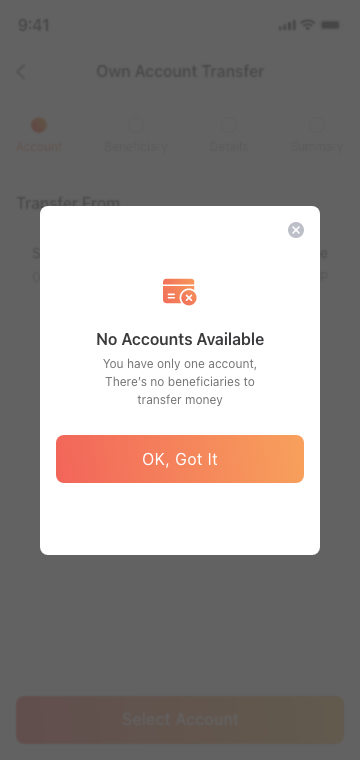 9:41
Own Account Transfer
Account
Beneficiary
Details
Summary
Transfer From
No Accounts Available
You have only one account,
There's no beneficiaries to
transfer money
OK, Got It
Select Account